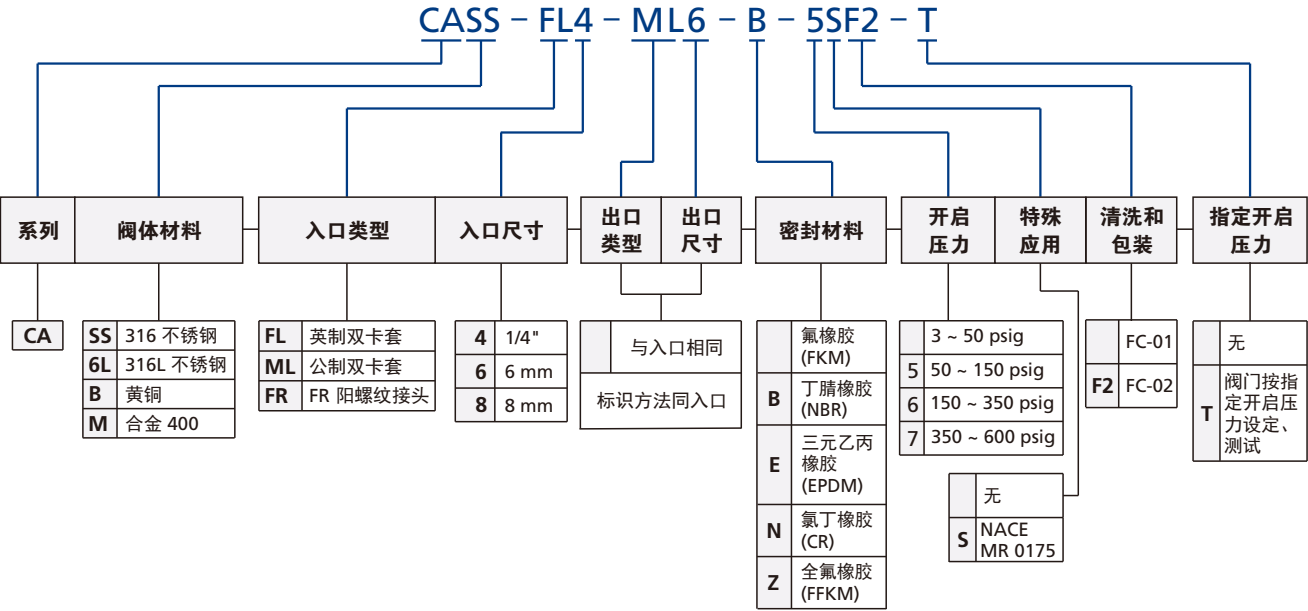 CASS – FL4 – ML6 – B – 5SF2 – T
系列
阀体材料
入口类型
入口尺寸
出口
类型
出口
尺寸
密封材料
开启
压力
特殊
应用
清洗和
包装
指定开启
压力
CA
SS 316 不锈钢
6L 316L 不锈钢
B 黄铜
M 合金 400
FL 英制双卡套
ML 公制双卡套
FR FR 阳螺纹接头
4 1/4"
6 6 mm
8 8 mm
与入口相同
标识方法同入口
氟橡胶
(FKM)
B 丁腈橡胶
(NBR)
E 三元乙丙
橡胶
(EPDM)
N 氯丁橡胶
(CR)
Z 全氟橡胶
(FFKM)
3 ~ 50 psig
5 50 ~ 150 psig
6 150 ~ 350 psig
7 350 ~ 600 psig
无
S NACE
MR 0175
FC-01
F2 FC-02
无
T 阀门按指
定开启压
力设定、
测试